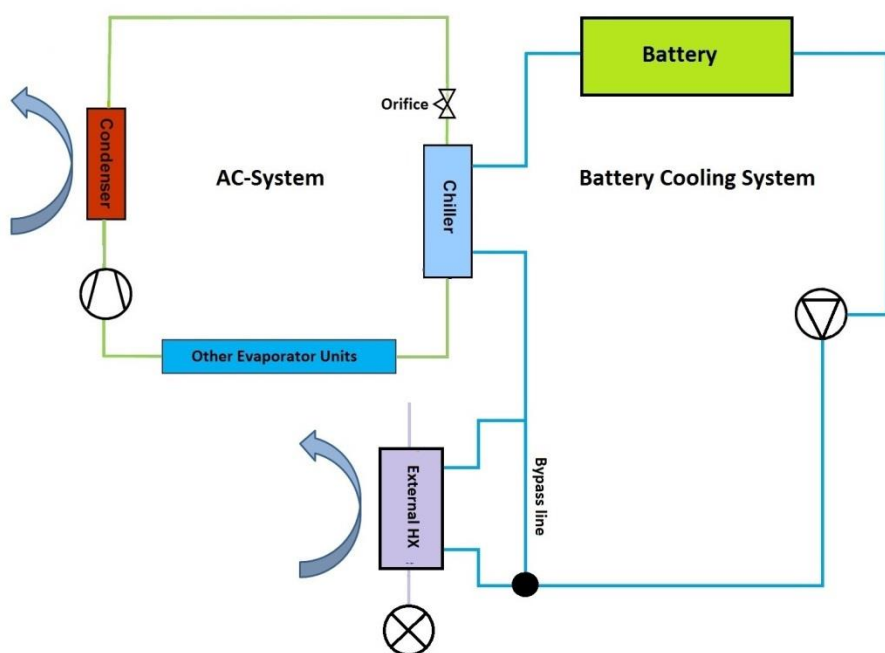 Battery
Orifice
Condenser
AC-System
Chiller
Battery Cooling System
Other Evaporator Units
External HX
Bypass line